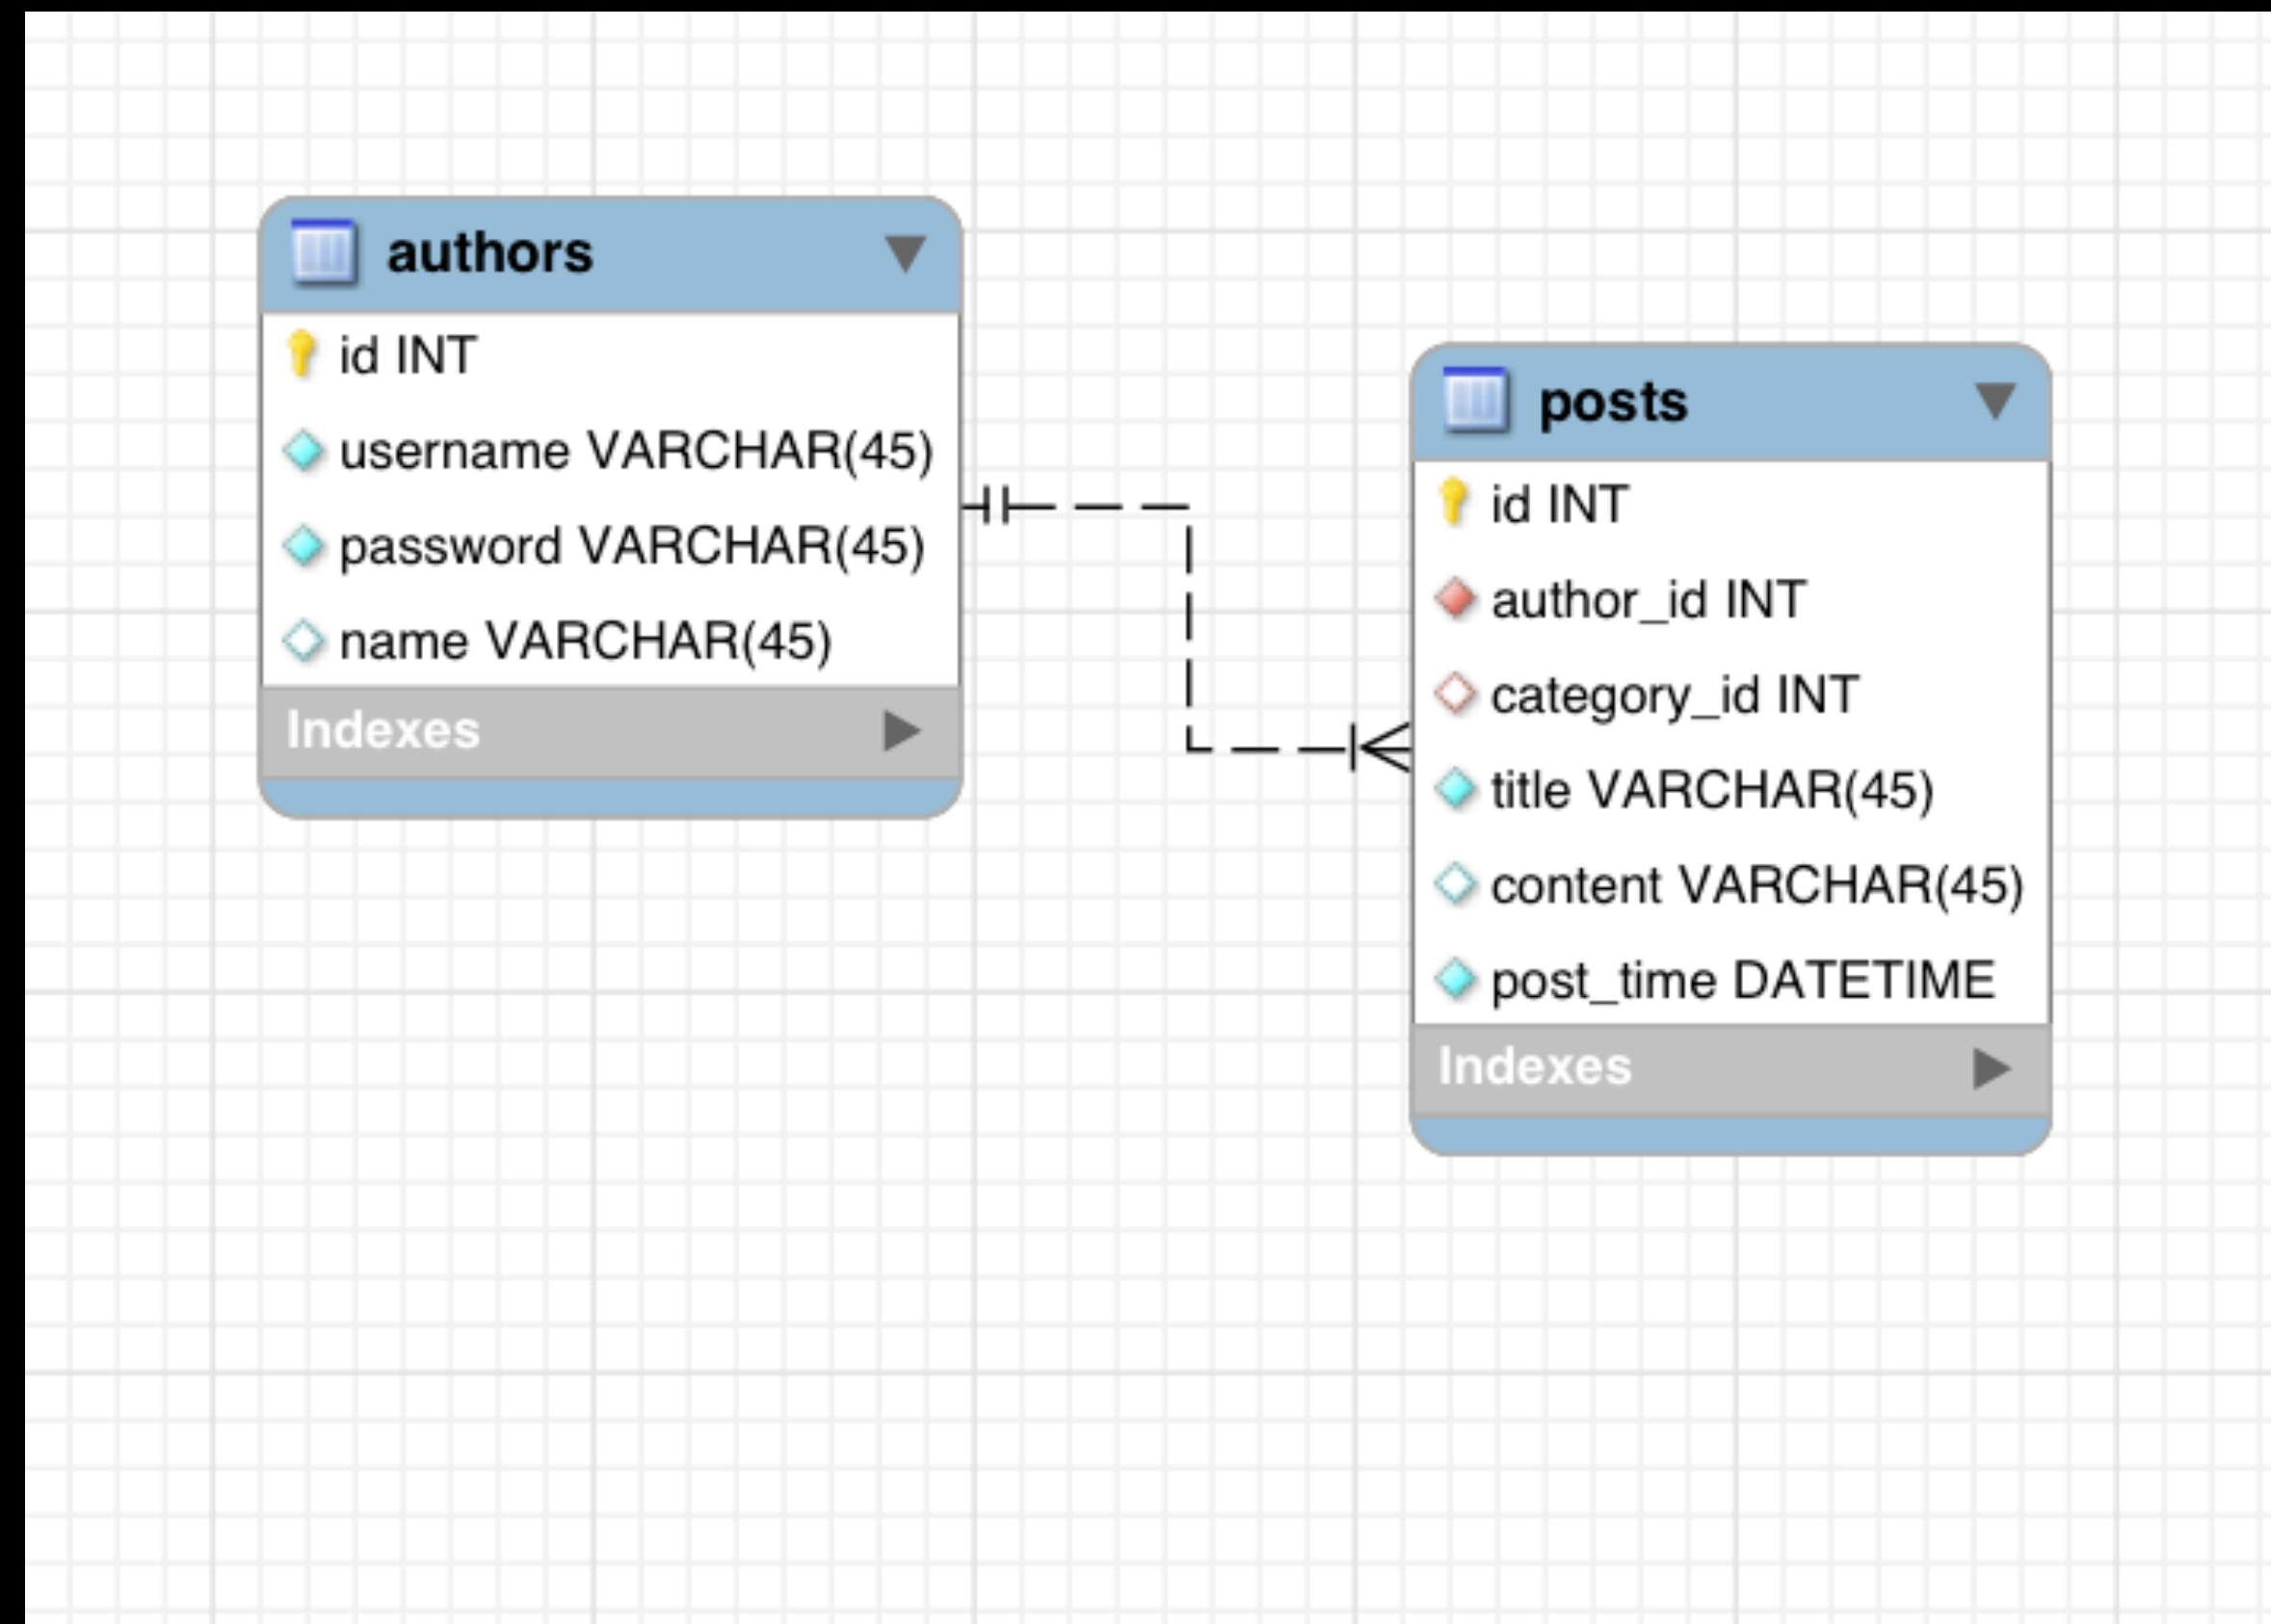 authors
id INT
username VARCHAR(45)
password VARCHAR(45)
name VARCHAR(45)
Indexes
posts
id INT
author_id INT
category_id INT
title VARCHAR(45)
content VARCHAR(45)
post_time DATETIME
Indexes